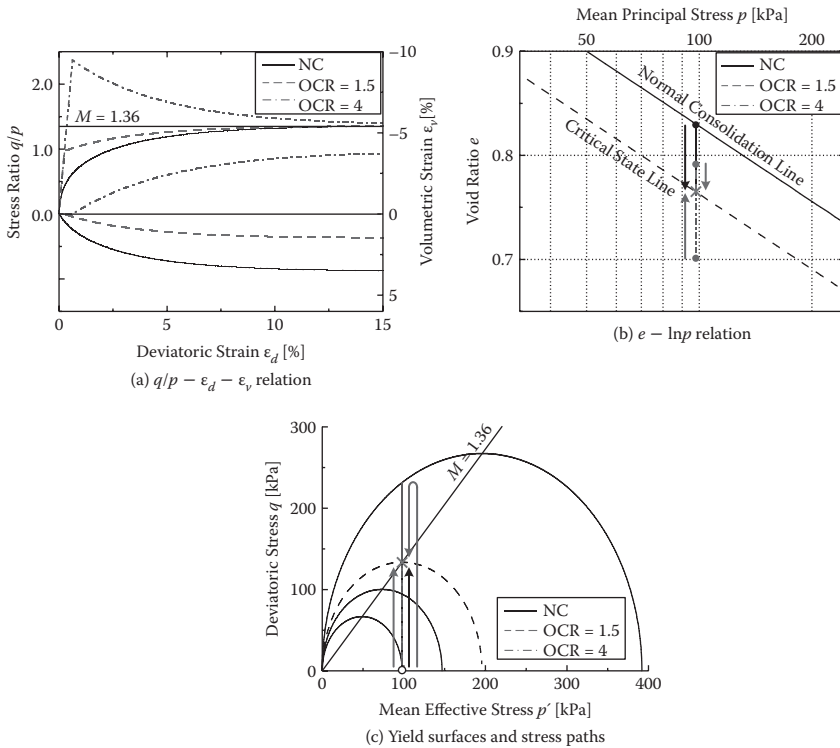 Mean Principal Stress p [kPa]
50 100 200
2.0
1.0
0.0
Stress Ratio q/p
NC
OCR = 1.5
OCR = 4
M = 1.36
−10
−5
0
5
Volumetric Strain εv[%]
0 5 10 15
Deviatoric Strain εd [%]
(a) q/p − εd − εv relation
0.9
0.8
0.7
Void Ratio e
NC
OCR = 1.5
OCR = 4
Normal Consolidation Line
Critical State Line
(b) e − lnp relation
300
200
100
0
Deviatoric Stress q [kPa]
M = 1.36
NC
OCR = 1.5
OCR = 4
0 100 200 300 400
Mean Effective Stress p′ [kPa]
(c) Yield surfaces and stress paths